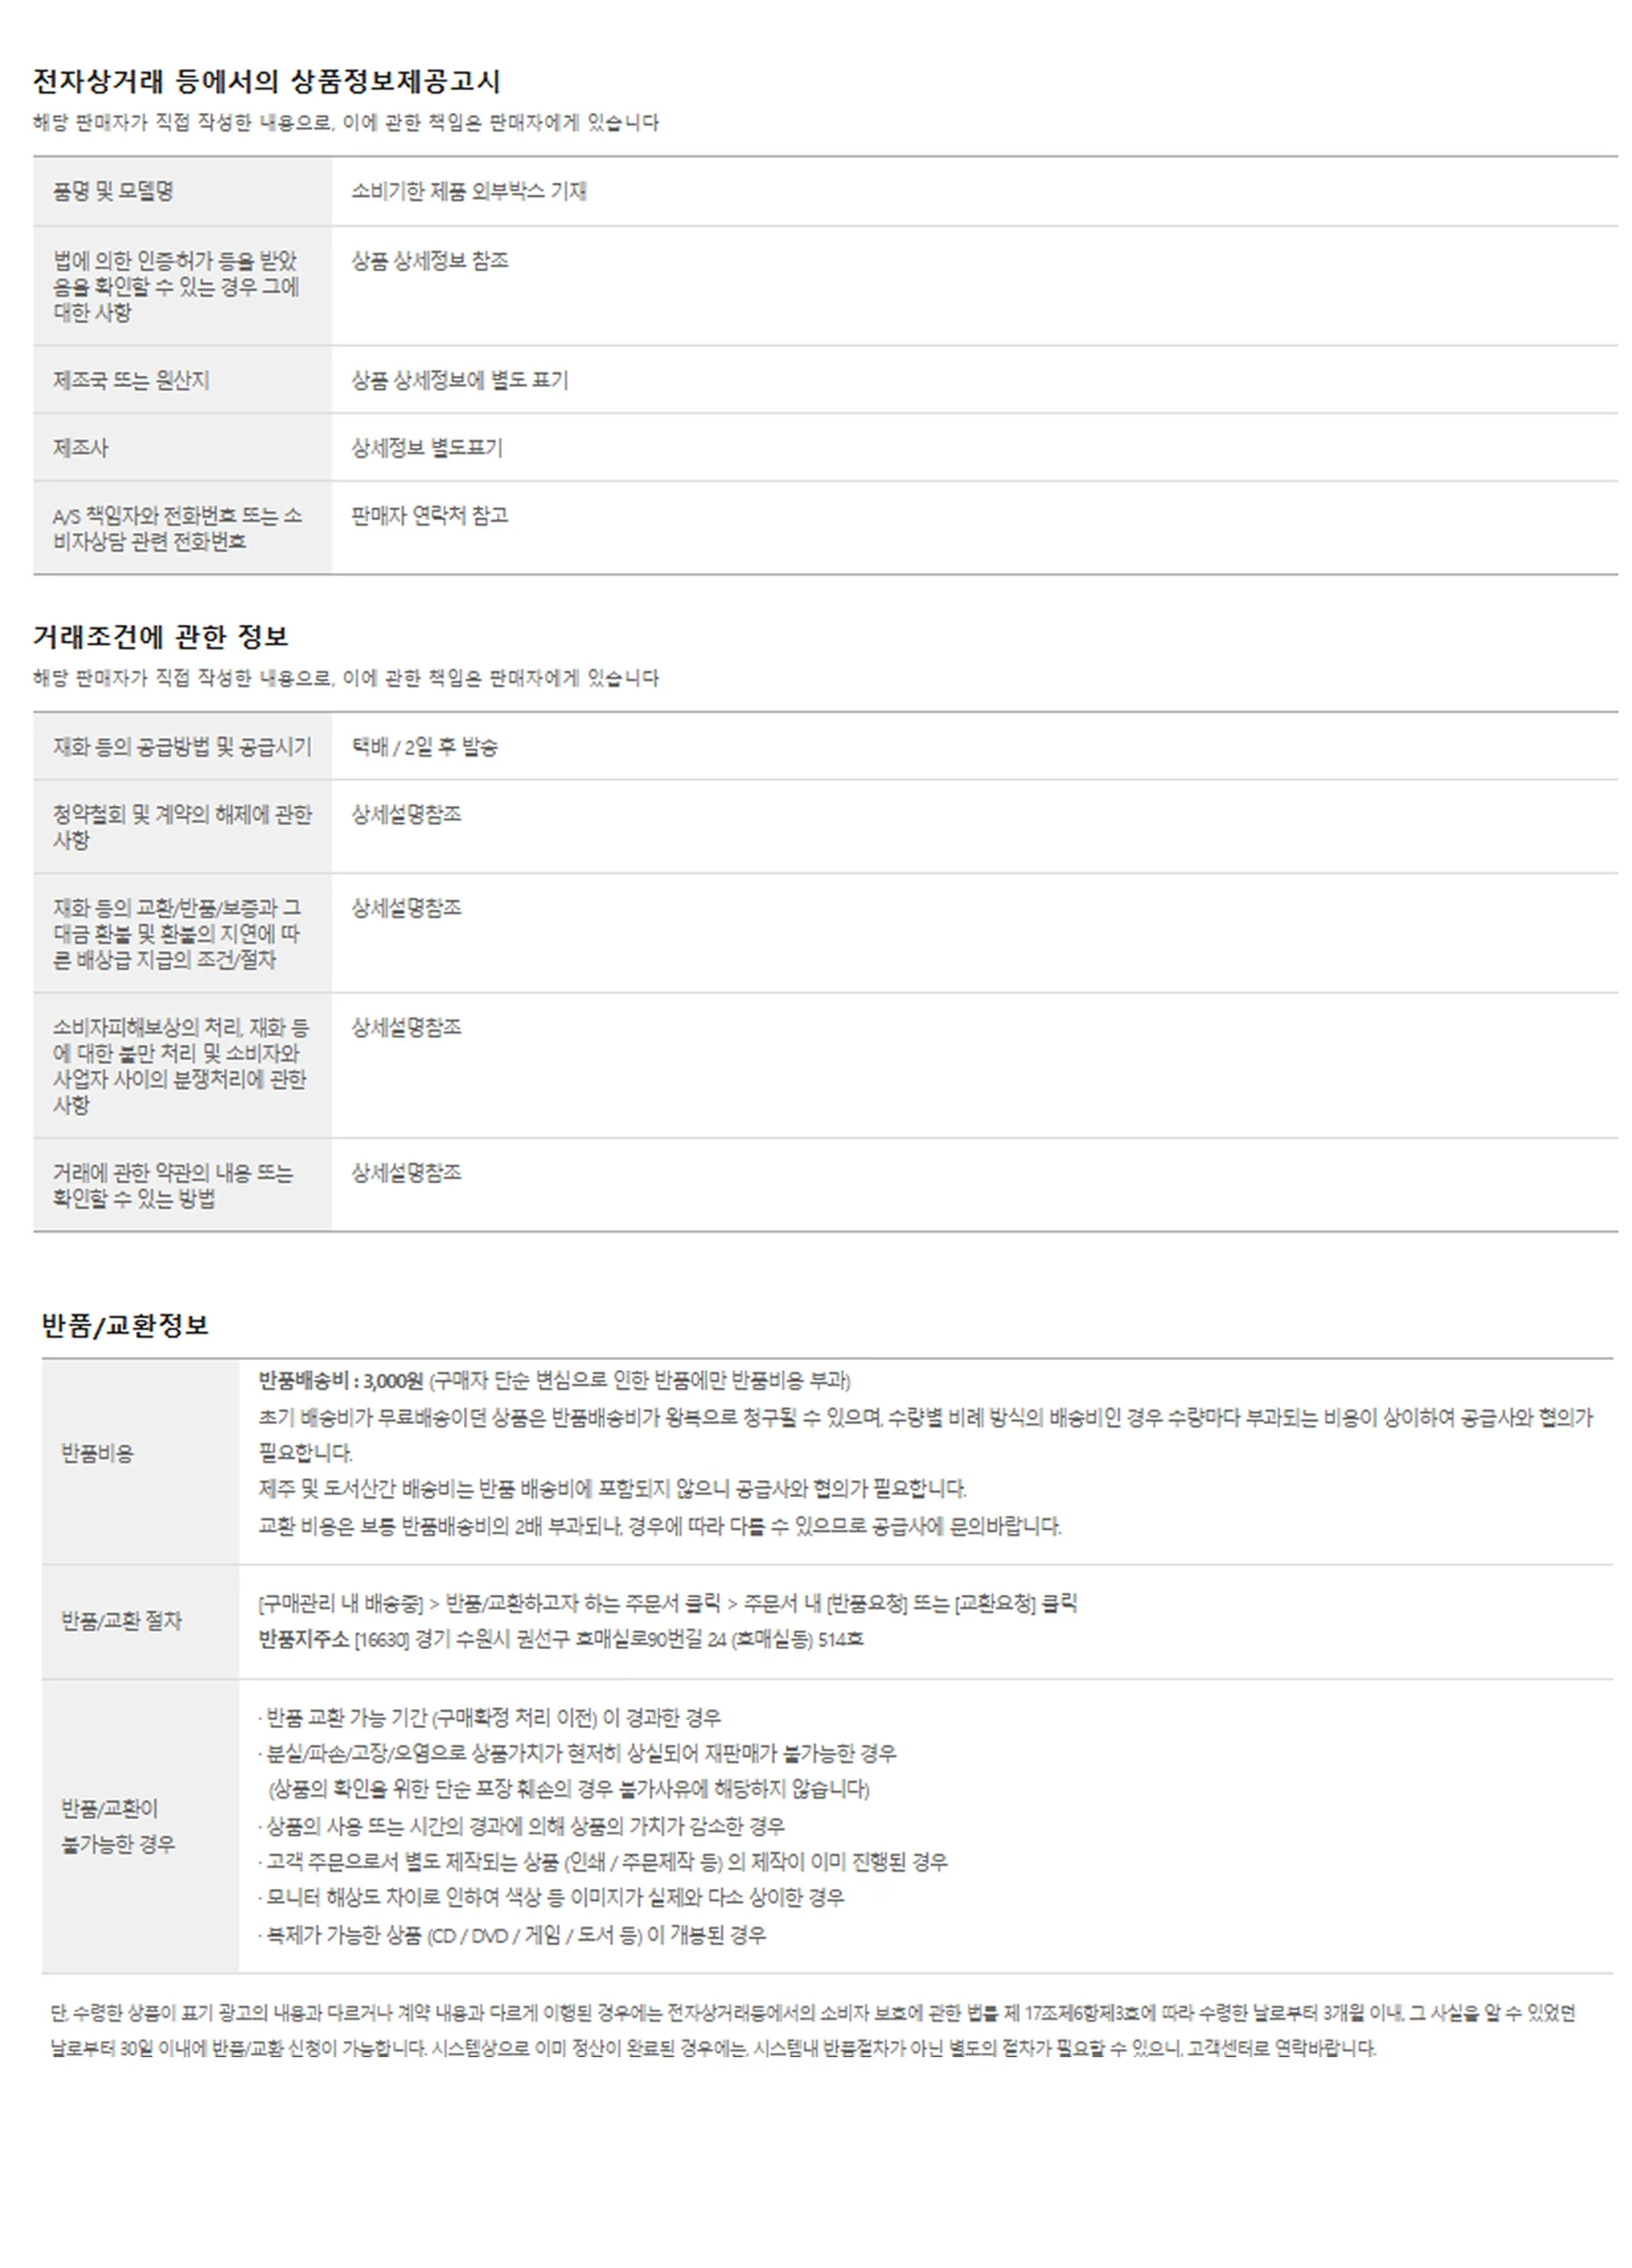 전자상거래 등에서의 상품정보제공고시
해당 판매자가 직접 작성한 내용으로, 이에 관한 책임은 판매자에게 있습니다
품명 및 모델명
소비기한 제품 외부박스 기재
법에 의한 인증·허가 등을 받았
음을 확인할 수 있는 경우 그에
대한 사항
상품 상세정보 참조
제조국 또는 원산지
상품 상세정보에 별도 표기
제조사
상세정보 별도표기
A/S 책임자와 전화번호 또는 소
비자상담 관련 전화번호
판매자 연락처 참고
거래조건에 관한 정보
해당 판매자가 직접 작성한 내용으로, 이에 관한 책임은 판매자에게 있습니다
재화 등의 공급방법 및 공급시기
택배 / 2일 후 발송
청약철회 및 계약의 해제에 관한
사항
상세설명참조
재화 등의 교환/반품/보증과 그
대금 환불 및 환불의 지연에 따
른 배상급 지급의 조건/절차
상세설명참조
소비자피해보상의 처리, 재화 등
에 대한 불만 처리 및 소비자와
사업자 사이의 분쟁처리에 관한
사항
상세설명참조
거래에 관한 약관의 내용 또는
확인할 수 있는 방법
상세설명참조
반품/교환정보
반품비용
반품배송비 : 3,000원 (구매자 단순 변심으로 인한 반품에만 반품비용 부과)
초기 배송비가 무료배송이던 상품은 반품배송비가 왕복으로 청구될 수 있으며, 수량별 비례 방식의 배송비인 경우 수량마다 부과되는 비용이 상이하여 공급사와 협의가
필요합니다.
제주 및 도서산간 배송비는 반품 배송비에 포함되지 않으니 공급사와 협의가 필요합니다.
교환 비용은 보통 반품배송비의 2배 부과되나, 경우에 따라 다를 수 있으므로 공급사에 문의바랍니다.
반품/교환 절차
[구매관리 내 배송중] > 반품/교환하고자 하는 주문서 클릭 > 주문서 내 [반품요청] 또는 [교환요청] 클릭
반품지주소 [16630] 경기 수원시 권선구 호매실로90번길 24 (호매실동) 514호
반품/교환이
불가능한 경우
· 반품 교환 가능 기간 (구매확정 처리 이전) 이 경과한 경우
· 분실/파손/고장/오염으로 상품가치가 현저히 상실되어 재판매가 불가능한 경우
(상품의 확인을 위한 단순 포장 훼손의 경우 불가사유에 해당하지 않습니다)
· 상품의 사용 또는 시간의 경과에 의해 상품의 가치가 감소한 경우
· 고객 주문으로서 별도 제작되는 상품 (인쇄 / 주문제작 등) 의 제작이 이미 진행된 경우
· 모니터 해상도 차이로 인하여 색상 등 이미지가 실제와 다소 상이한 경우
· 복제가 가능한 상품 (CD / DVD / 게임 / 도서 등) 이 개봉된 경우
단, 수령한 상품이 표기 광고의 내용과 다르거나 계약 내용과 다르게 이행된 경우에는 전자상거래등에서의 소비자 보호에 관한 법률 제 17조제6항제3호에 따라 수령한 날로부터 3개월 이내, 그 사실을 알 수 있었던
날로부터 30일 이내에 반품/교환 신청이 가능합니다. 시스템상으로 이미 정산이 완료된 경우에는, 시스템내 반품절차가 아닌 별도의 절차가 필요할 수 있으니, 고객센터로 연락바랍니다.